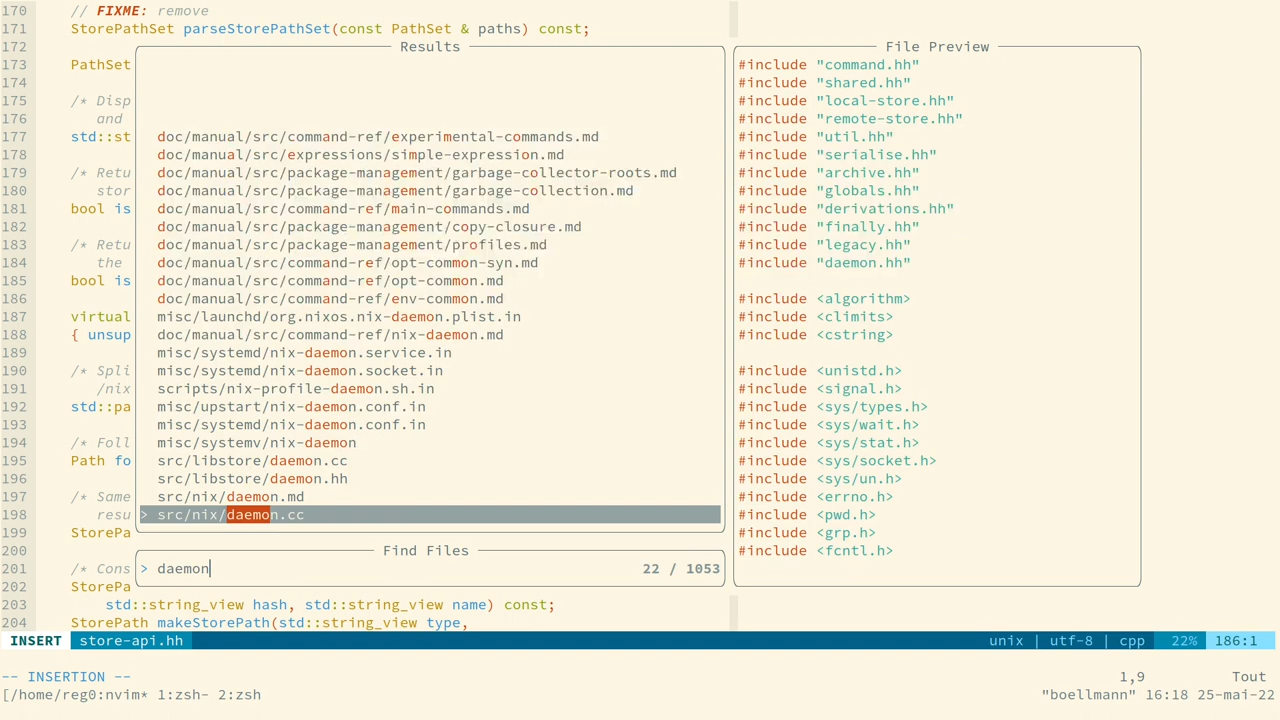 170 // FIXME: remove
171 StorePathSet parseStorePathSet(const PathSet & paths) const;
172
173 PathSet
174
175 /* Disp
176 and
177 std::st
178
179 /* Retu
180 stor
181 bool is
182
183 /* Retu
184 the
185 bool is
186
187 virtual
188 { unsup
189
190 /* Spli
191 /nix
192 std::pa
193
194 /* Foll
195 Path fo
196
197 /* Same
198 resu
199 StorePa
200
201 /* Cons
202 StorePa
203 std::string_view hash, std::string_view name) const;
204 StorePath makeStorePath(std::string_view type,
Results
doc/manual/src/command-ref/experimental-commands.md
doc/manual/src/expressions/simple-expression.md
doc/manual/src/package-management/garbage-collector-roots.md
doc/manual/src/package-management/garbage-collection.md
doc/manual/src/command-ref/main-commands.md
doc/manual/src/package-management/copy-closure.md
doc/manual/src/package-management/profiles.md
doc/manual/src/command-ref/opt-common-syn.md
doc/manual/src/command-ref/opt-common.md
doc/manual/src/command-ref/env-common.md
misc/launchd/org.nixos.nix-daemon.plist.in
doc/manual/src/command-ref/nix-daemon.md
misc/systemd/nix-daemon.service.in
misc/systemd/nix-daemon.socket.in
scripts/nix-profile-daemon.sh.in
misc/upstart/nix-daemon.conf.in
misc/systemd/nix-daemon.conf.in
misc/systemv/nix-daemon
src/libstore/daemon.cc
src/libstore/daemon.hh
src/nix/daemon.md
> src/nix/daemon.cc
Find Files
> daemon 22 / 1053
File Preview
#include "command.hh"
#include "shared.hh"
#include "local-store.hh"
#include "remote-store.hh"
#include "util.hh"
#include "serialise.hh"
#include "archive.hh"
#include "globals.hh"
#include "derivations.hh"
#include "finally.hh"
#include "legacy.hh"
#include "daemon.hh"
#include <algorithm>
#include <climits>
#include <cstring>
#include <unistd.h>
#include <signal.h>
#include <sys/types.h>
#include <sys/wait.h>
#include <sys/stat.h>
#include <sys/socket.h>
#include <sys/un.h>
#include <errno.h>
#include <pwd.h>
#include <grp.h>
#include <fcntl.h>
INSERT store-api.hh unix | utf-8 | cpp 22% 186:1
-- INSERTION -- 1,9 Tout
[/home/reg0:nvim* 1:zsh- 2:zsh "boellmann" 16:18 25-mai-22